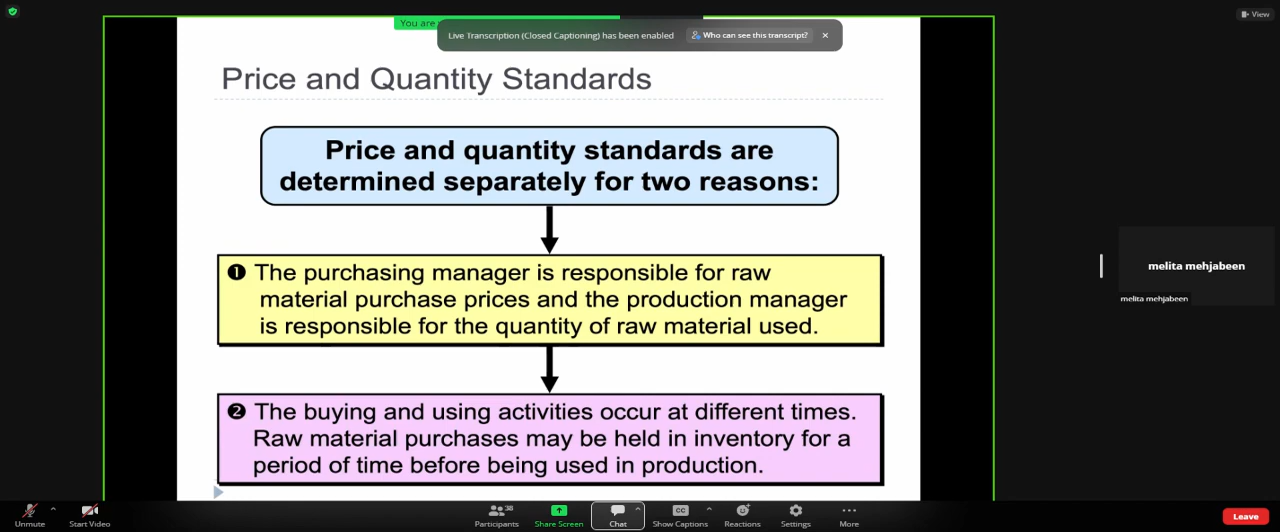 View
You are
Live Transcription (Closed Captioning) has been enabled
Who can see this transcript?
Price and Quantity Standards
Price and quantity standards are
determined separately for two reasons:
❶ The purchasing manager is responsible for raw
material purchase prices and the production manager
is responsible for the quantity of raw material used.
❷ The buying and using activities occur at different times.
Raw material purchases may be held in inventory for a
period of time before being used in production.
melita mehjabeen
melita mehjabeen
Unmute
Start Video
Participants
38
Share Screen
Chat
CC
Show Captions
Reactions
Settings
More
Leave